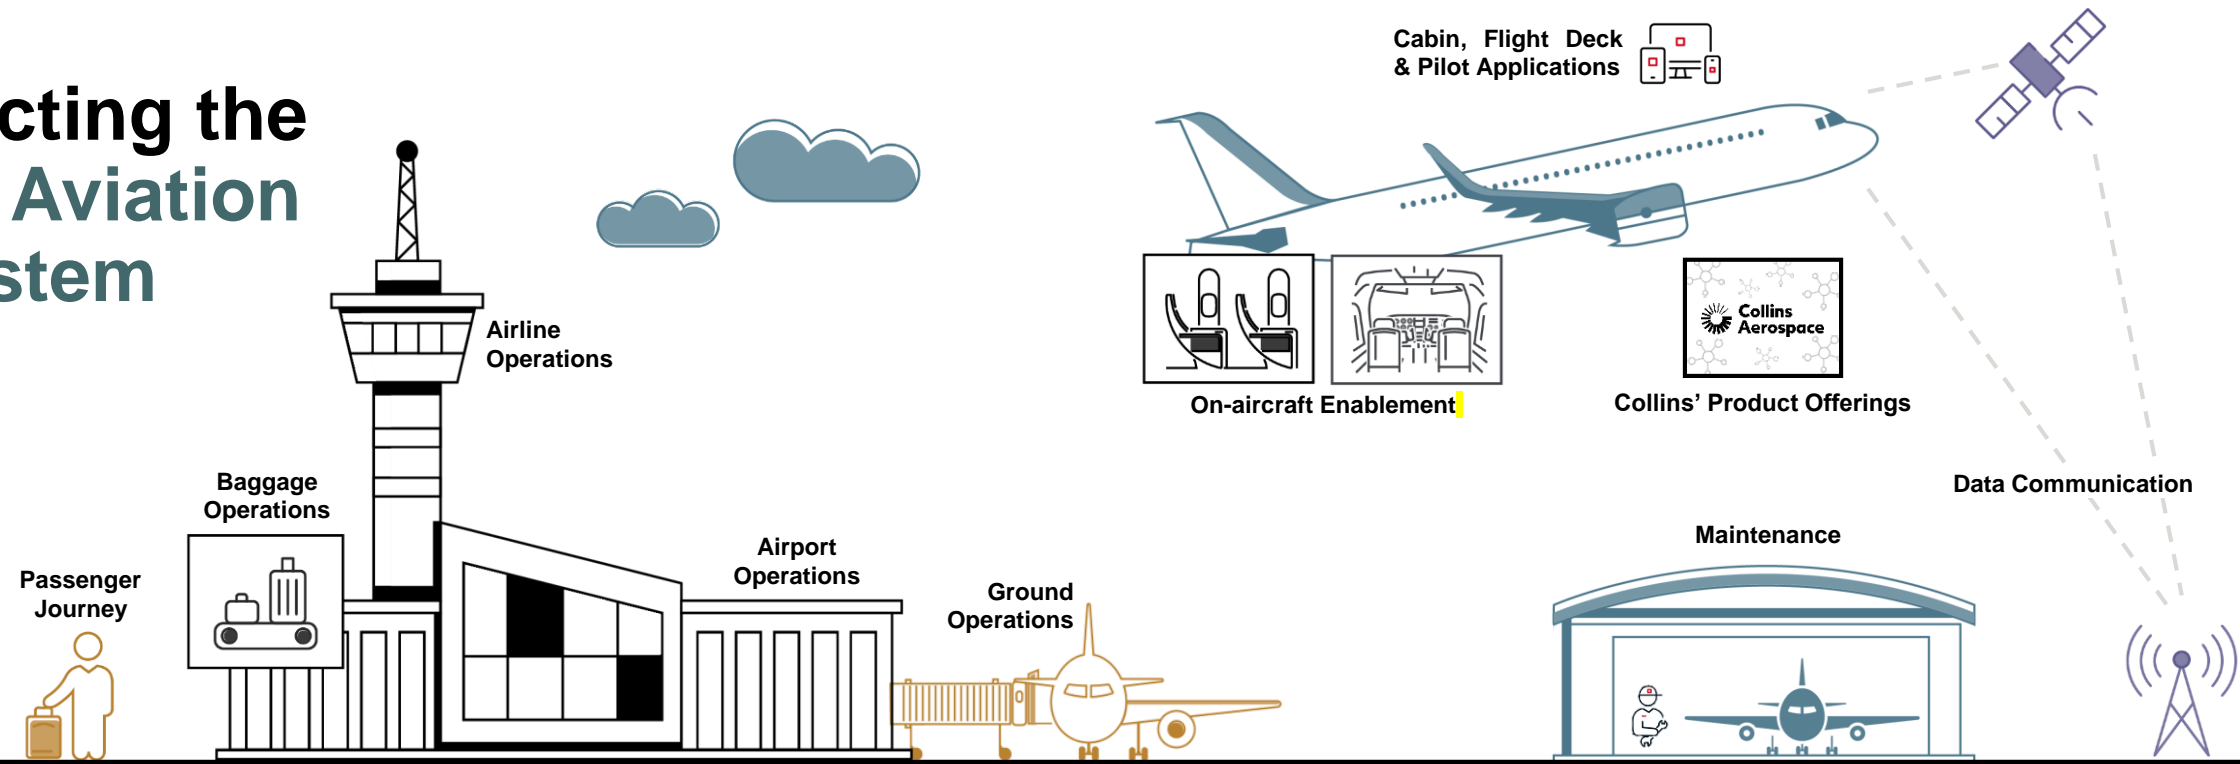 cting the
Aviation
stem
Cabin, Flight Deck
& Pilot Applications
Airline
Operations
Collins
Aerospace
On-aircraft Enablement
Collins’ Product Offerings
Baggage
Operations
Data Communication
Maintenance
Airport
Operations
Passenger
Journey
Ground
Operations